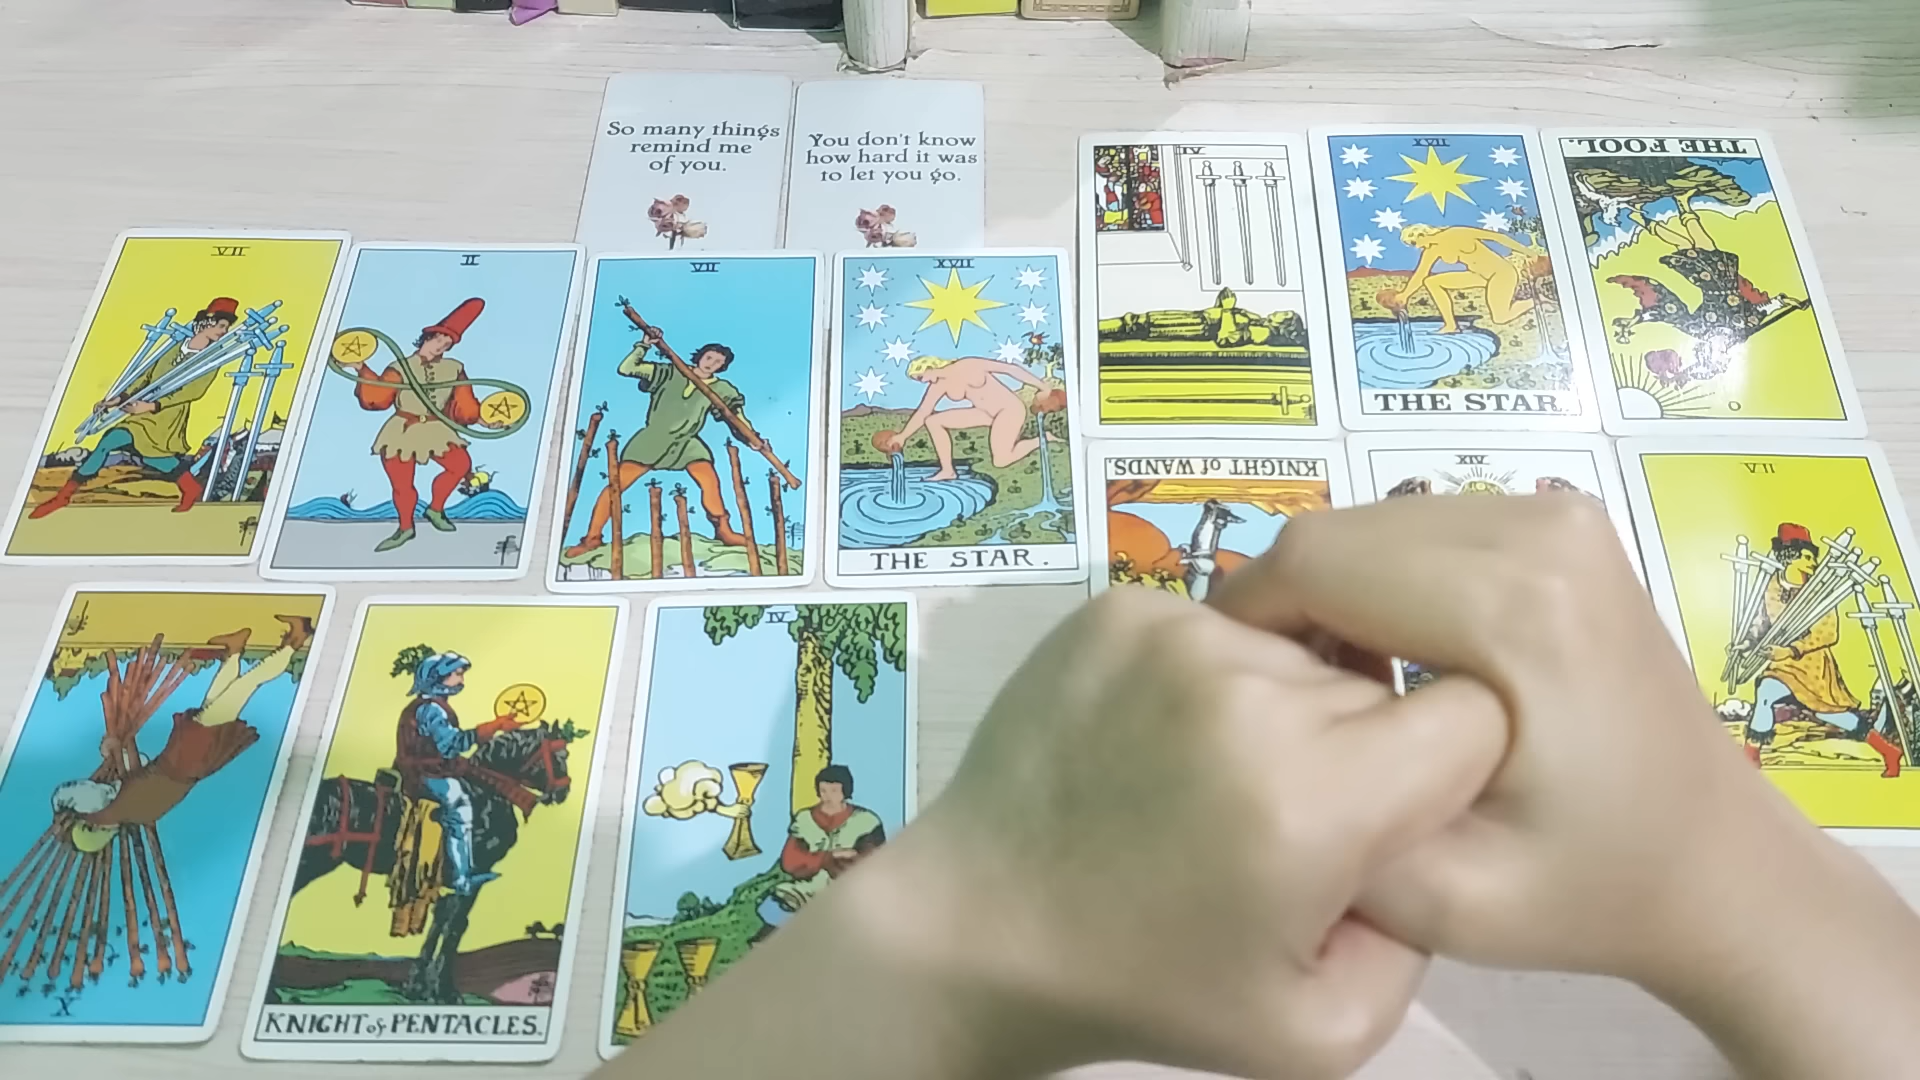 So many things
remind me
of you.
You don't know
how hard it was
to let you go.
VII
II
VII
XVII
THE STAR.
IV
XVII
THE STAR.
THE FOOL.
0
KNIGHT of WANDS.
XIX
VII
X
KNIGHT of PENTACLES.
IV